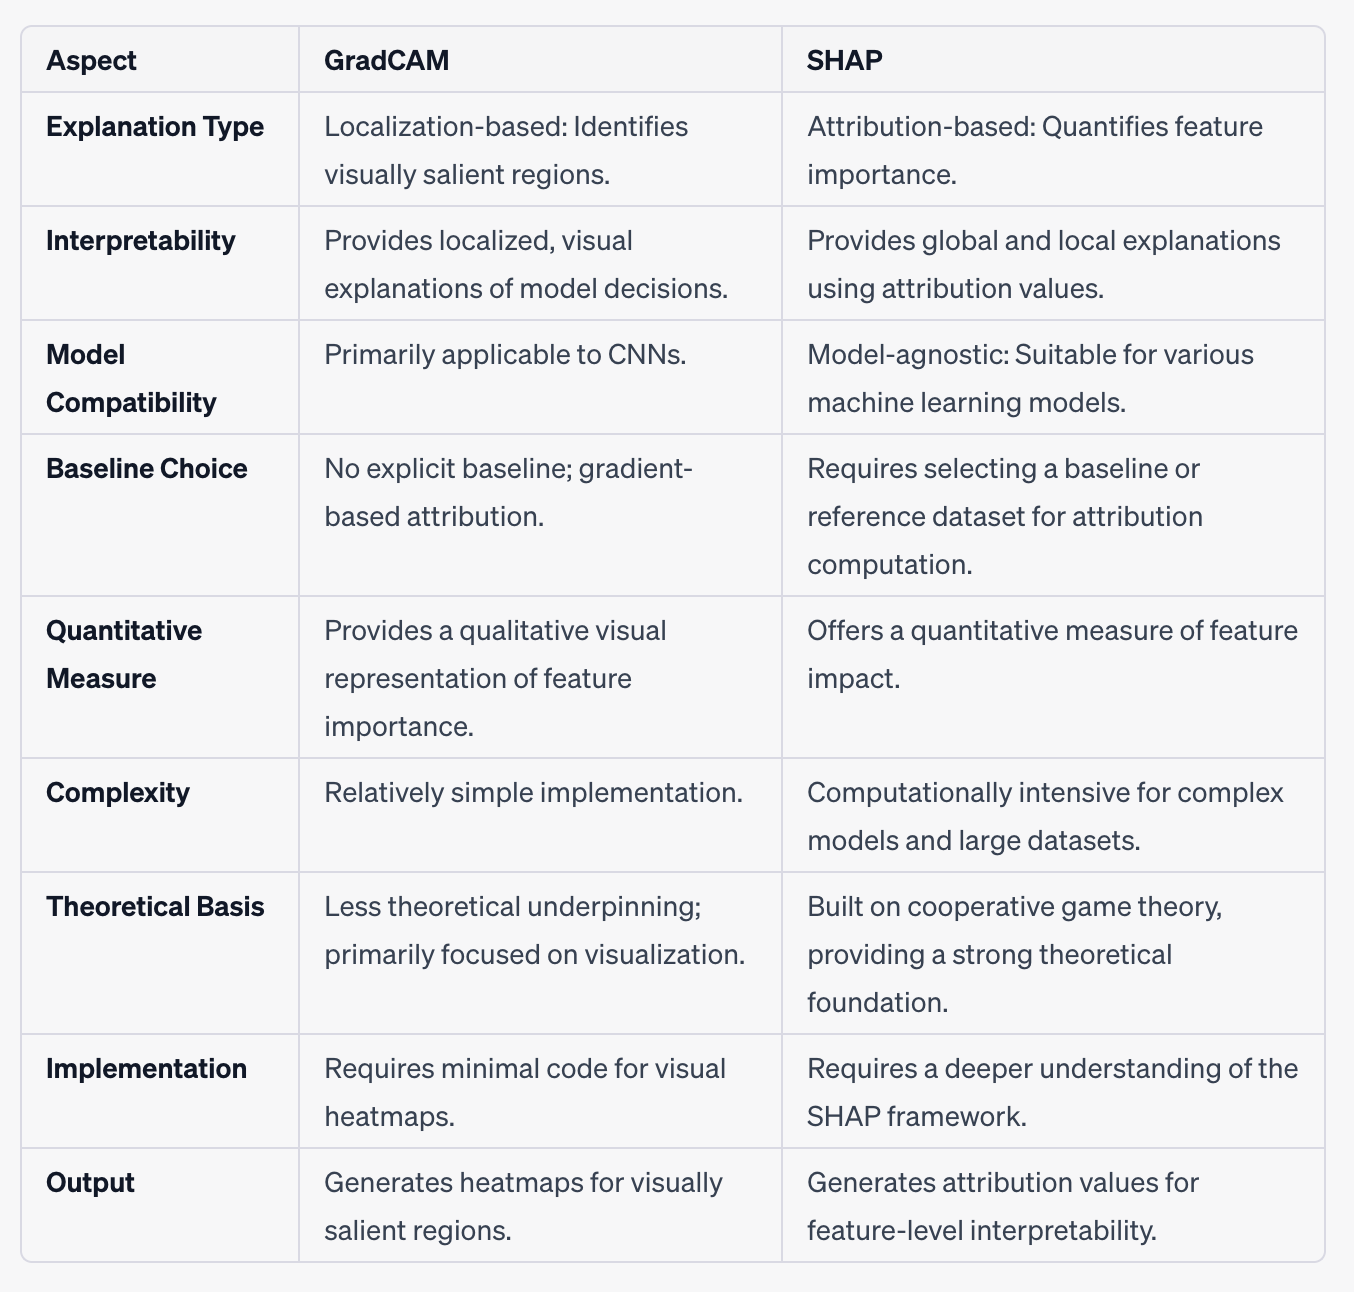 Aspect
GradCAM
SHAP
Explanation Type
Localization-based: Identifies
visually salient regions.
Attribution-based: Quantifies feature
importance.
Interpretability
Provides localized, visual
explanations of model decisions.
Provides global and local explanations
using attribution values.
Model
Compatibility
Primarily applicable to CNNs.
Model-agnostic: Suitable for various
machine learning models.
Baseline Choice
No explicit baseline; gradient-
based attribution.
Requires selecting a baseline or
reference dataset for attribution
computation.
Quantitative
Measure
Provides a qualitative visual
representation of feature
importance.
Offers a quantitative measure of feature
impact.
Complexity
Relatively simple implementation.
Computationally intensive for complex
models and large datasets.
Theoretical Basis
Less theoretical underpinning;
primarily focused on visualization.
Built on cooperative game theory,
providing a strong theoretical
foundation.
Implementation
Requires minimal code for visual
heatmaps.
Requires a deeper understanding of the
SHAP framework.
Output
Generates heatmaps for visually
salient regions.
Generates attribution values for
feature-level interpretability.